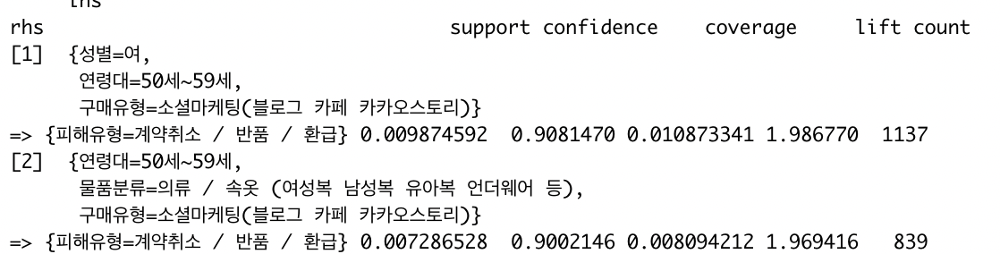 lhs
rhs support confidence coverage lift count
[1] {성별=여,
연령대=50세~59세,
구매유형=소셜마케팅(블로그 카페 카카오스토리)}
=> {피해유형=계약취소 / 반품 / 환급} 0.009874592 0.9081470 0.010873341 1.986770 1137
[2] {연령대=50세~59세,
물품분류=의류 / 속옷 (여성복 남성복 유아복 언더웨어 등),
구매유형=소셜마케팅(블로그 카페 카카오스토리)}
=> {피해유형=계약취소 / 반품 / 환급} 0.007286528 0.9002146 0.008094212 1.969416 839